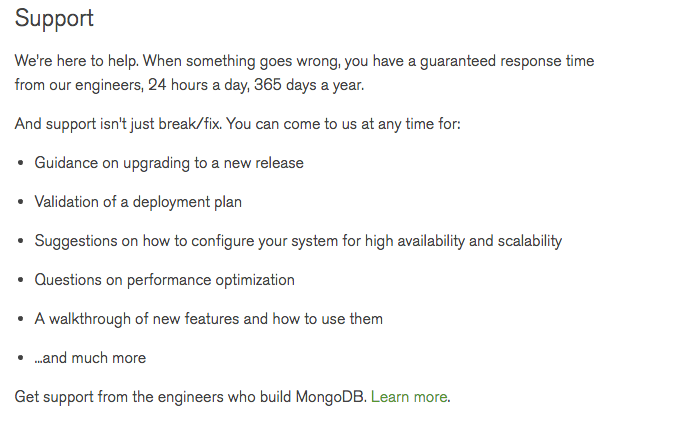 Support
We're here to help. When something goes wrong, you have a guaranteed response time
from our engineers, 24 hours a day, 365 days a year.
And support isn't just break/fix. You can come to us at any time for:
• Guidance on upgrading to a new release
• Validation of a deployment plan
• Suggestions on how to configure your system for high availability and scalability
• Questions on performance optimization
• A walkthrough of new features and how to use them
• ...and much more
Get support from the engineers who build MongoDB. Learn more.